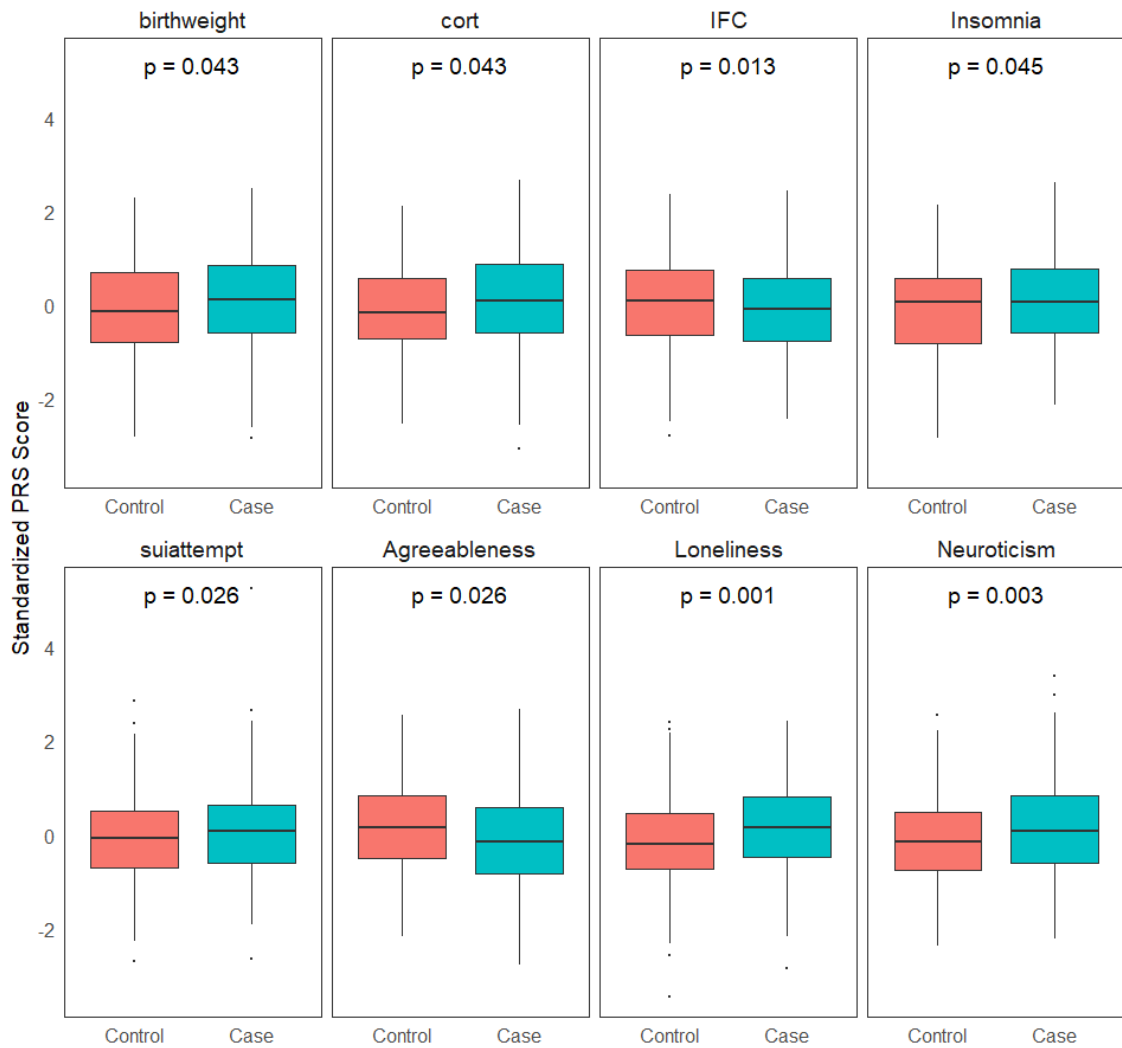 birthweight cort IFC Insomnia
p = 0.043 p = 0.043 p = 0.013 p = 0.045
4
2
0
-2
Control Case Control Case Control Case Control Case
Standardized PRS Score
suiattempt Agreeableness Loneliness Neuroticism
p = 0.026 p = 0.026 p = 0.001 p = 0.003
4
2
0
-2
Control Case Control Case Control Case Control Case